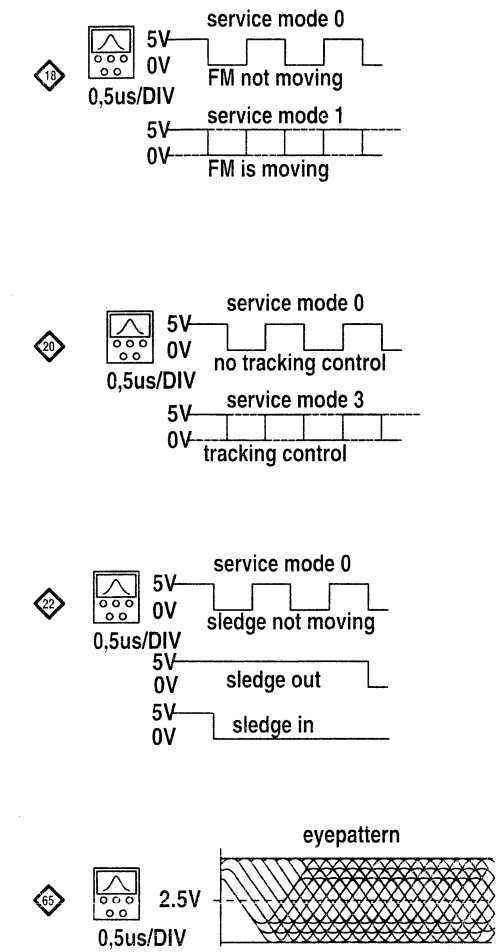 service mode 0
5V
18
0V
FM not moving
0,5us/DIV
service mode 1
5V
0V
FM is moving
service mode 0
5V
20
0V
no tracking control
0,5us/DIV
service mode 3
5V
0V
tracking control
service mode 0
5V
22
0V
sledge not moving
0,5us/DIV
5V
0V
sledge out
5V
sledge in
0V
eyepattern
65
2.5V
0,5us/DIV